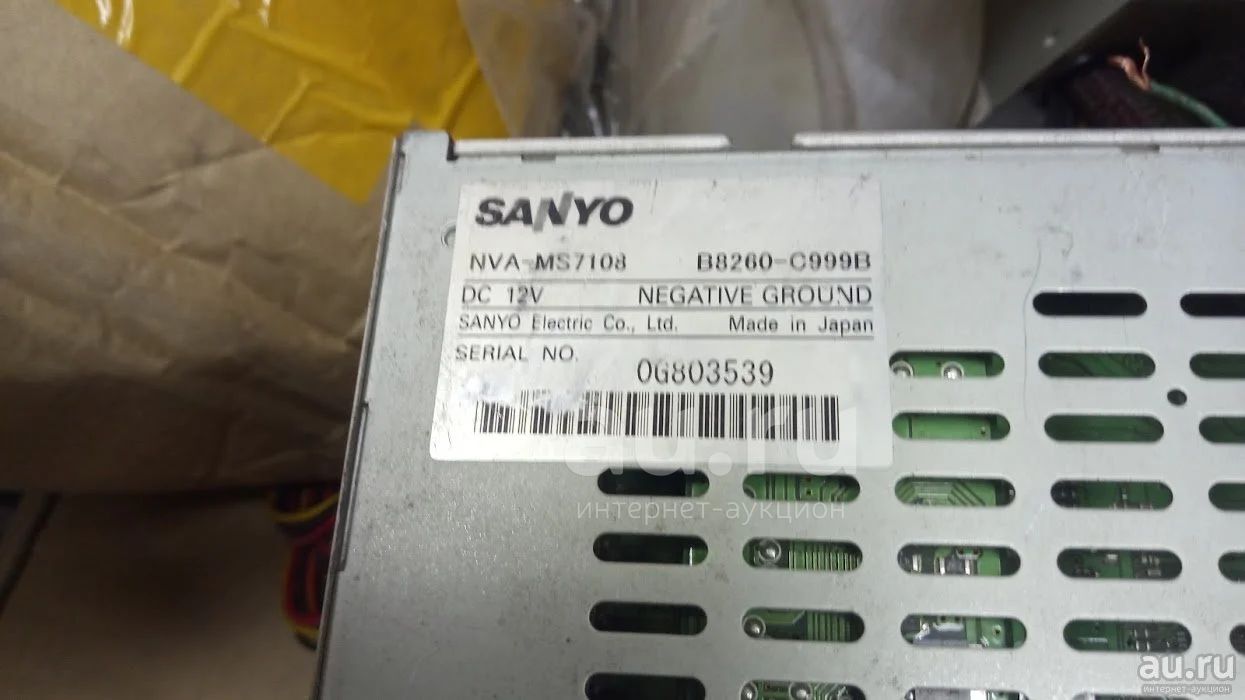 SANYO
NVA-MS7108 B8260-C999B
DC 12V NEGATIVE GROUND
SANYO Electric Co., Ltd. Made in Japan
SERIAL NO.
0G803539
au.ru
интернет-аукцион
au.ru
интернет-аукцион